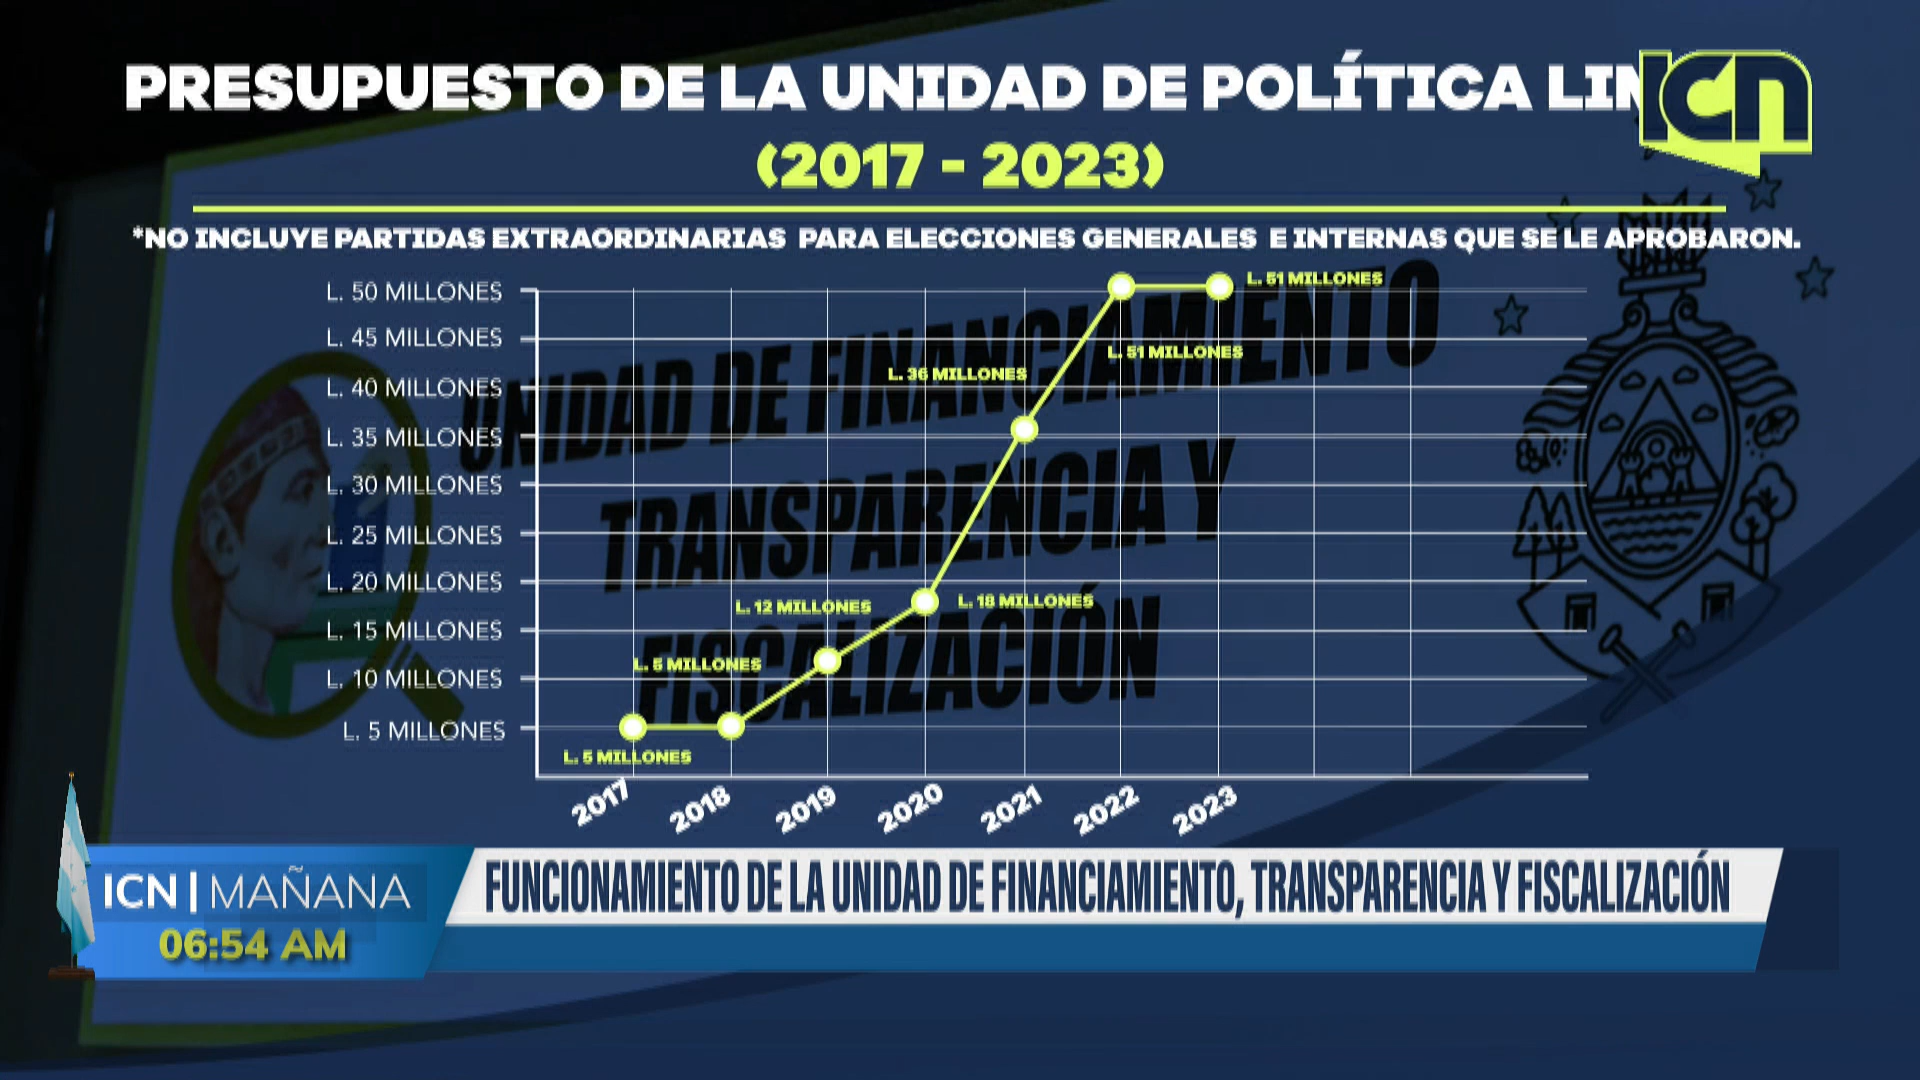 PRESUPUESTO DE LA UNIDAD DE POLÍTICA
ICN
(2017 - 2023)
*NO INCLUYE PARTIDAS EXTRAORDINARIAS PARA ELECCIONES GENERALES E INTERNAS QUE SE LE APROBARON.
L. 50 MILLONES
L. 45 MILLONES
L. 40 MILLONES
L. 35 MILLONES
L. 30 MILLONES
L. 25 MILLONES
L. 20 MILLONES
L. 15 MILLONES
L. 10 MILLONES
L. 5 MILLONES
L. 51 MILLONES
L. 51 MILLONES
L. 36 MILLONES
L. 18 MILLONES
L. 12 MILLONES
L. 5 MILLONES
L. 5 MILLONES
UNIDAD DE FINANCIAMIENTO
TRANSPARENCIA Y
FISCALIZACIÓN
2017 2018 2019 2020 2021 2022 2023
ICN | MAÑANA
06:54 AM
FUNCIONAMIENTO DE LA UNIDAD DE FINANCIAMIENTO, TRANSPARENCIA Y FISCALIZACIÓN